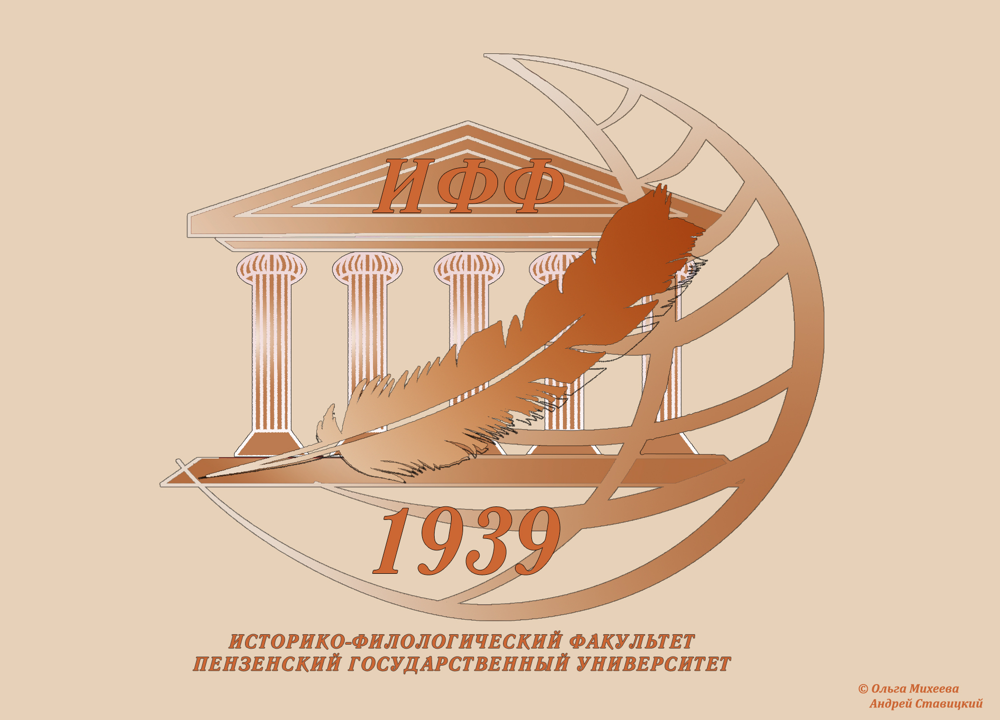 ИФФ
1939
ИСТОРИКО-ФИЛОЛОГИЧЕСКИЙ ФАКУЛЬТЕТ
ПЕНЗЕНСКИЙ ГОСУДАРСТВЕННЫЙ УНИВЕРСИТЕТ
© Ольга Михеева
Андрей Ставицкий